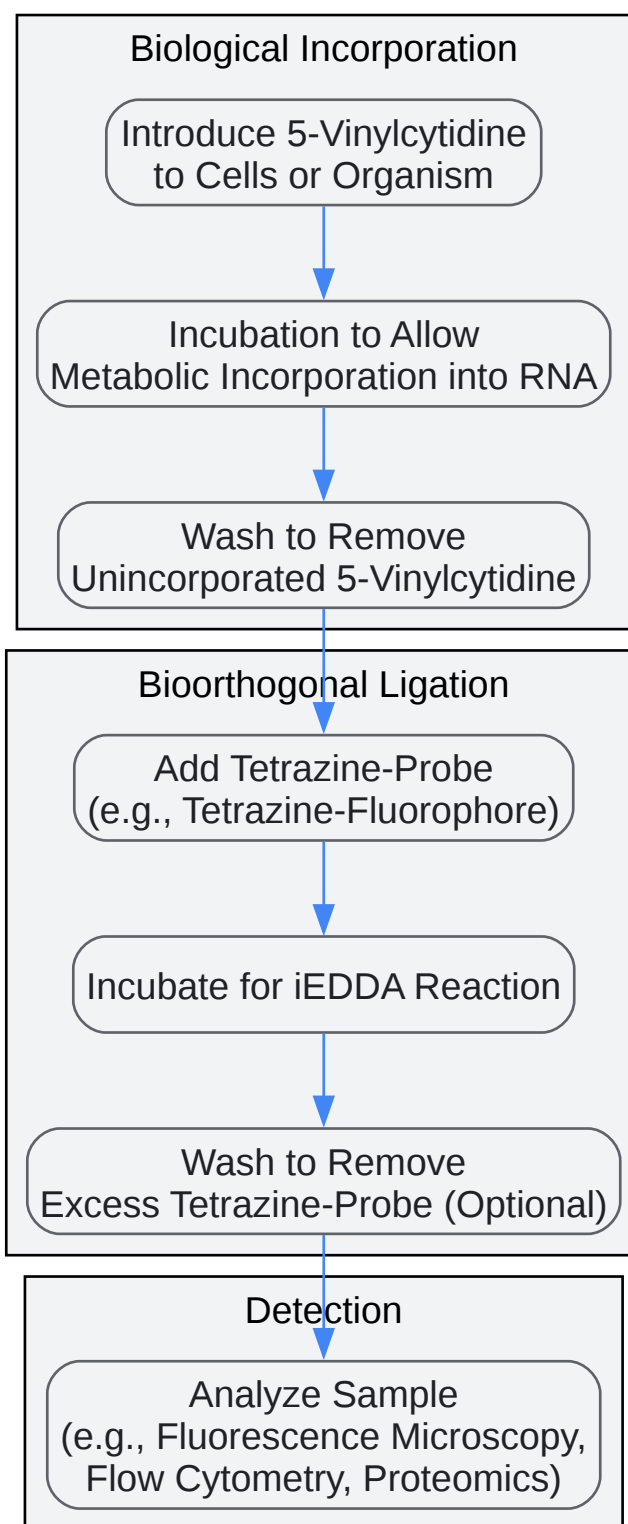 Biological Incorporation
Introduce 5-Vinylcytidine
to Cells or Organism
Incubation to Allow
Metabolic Incorporation into RNA
Wash to Remove
Unincorporated 5-Vinylcytidine
Bioorthogonal Ligation
Add Tetrazine-Probe
(e.g., Tetrazine-Fluorophore)
Incubate for iEDDA Reaction
Wash to Remove
Excess Tetrazine-Probe (Optional)
Detection
Analyze Sample
(e.g., Fluorescence Microscopy,
Flow Cytometry, Proteomics)